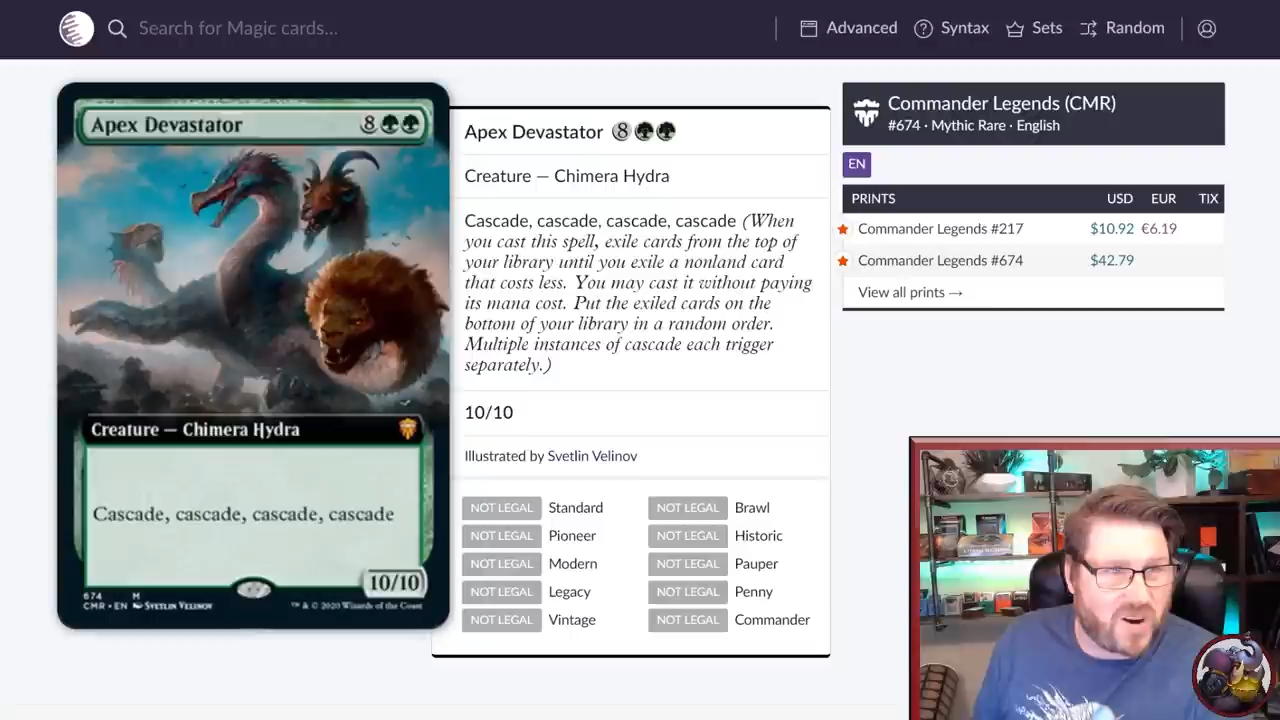 Search for Magic cards...
Advanced
Syntax
Sets
Random
Apex Devastator 8
Creature — Chimera Hydra
Cascade, cascade, cascade, cascade
10/10
674 M
CMR • EN SVETLIN VELINOV
™ & © 2020 Wizards of the Coast
Apex Devastator 8
Creature — Chimera Hydra
Cascade, cascade, cascade, cascade (When
you cast this spell, exile cards from the top of
your library until you exile a nonland card
that costs less. You may cast it without paying
its mana cost. Put the exiled cards on the
bottom of your library in a random order.
Multiple instances of cascade each trigger
separately.)
10/10
Illustrated by Svetlin Velinov
NOT LEGAL Standard NOT LEGAL Brawl
NOT LEGAL Pioneer NOT LEGAL Historic
NOT LEGAL Modern NOT LEGAL Pauper
NOT LEGAL Legacy NOT LEGAL Penny
NOT LEGAL Vintage NOT LEGAL Commander
Commander Legends (CMR)
#674 · Mythic Rare · English
EN
PRINTS USD EUR TIX
Commander Legends #217 $10.92 €6.19
Commander Legends #674 $42.79
View all prints →